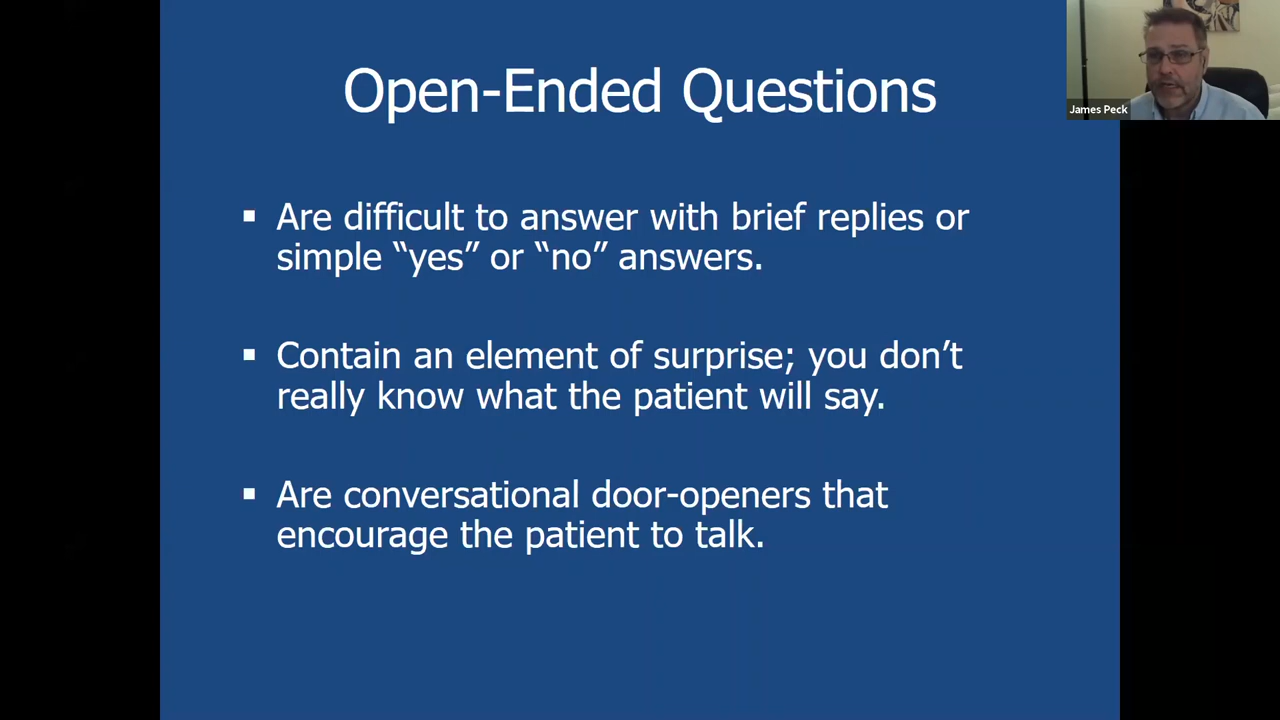 Open-Ended Questions
James Peck
▪ Are difficult to answer with brief replies or
simple “yes” or “no” answers.
▪ Contain an element of surprise; you don’t
really know what the patient will say.
▪ Are conversational door-openers that
encourage the patient to talk.